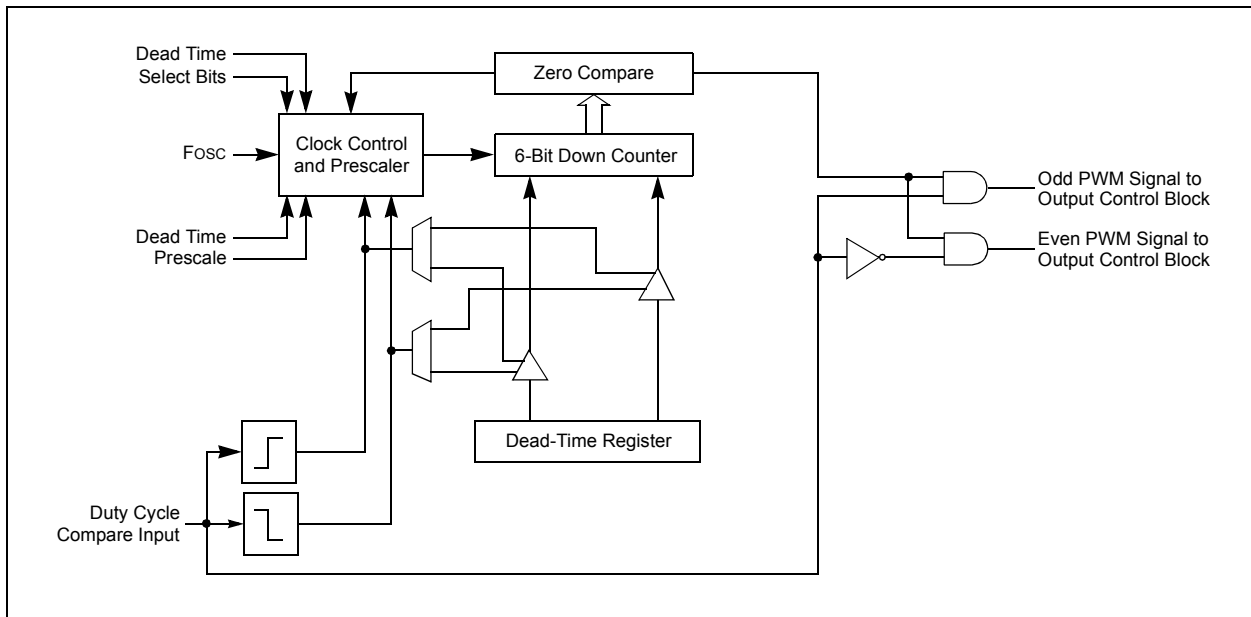 Dead Time
Select Bits
Zero Compare
Clock Control
and Prescaler
FOSC
6-Bit Down Counter
Odd PWM Signal to
Output Control Block
Even PWM Signal to
Output Control Block
Dead Time
Prescale
Dead-Time Register
Duty Cycle
Compare Input